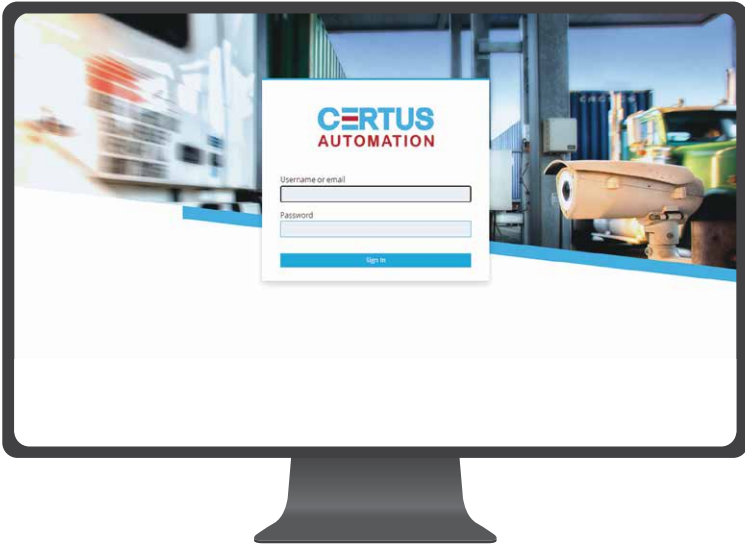 CERTUS
AUTOMATION
Username or email
Password
Sign In